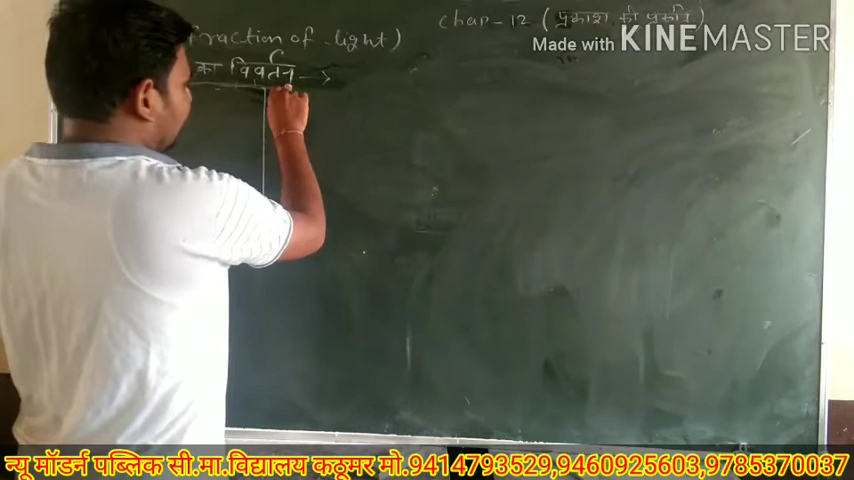 fraction of light)
chap-12 (प्रकाश की प्रकृति)
Made with KINEMASTER
का विवर्तन →
न्यू मॉडर्न पब्लिक सी.मा.विद्यालय कठूमर मो.9414793529,9460925603,9785370037